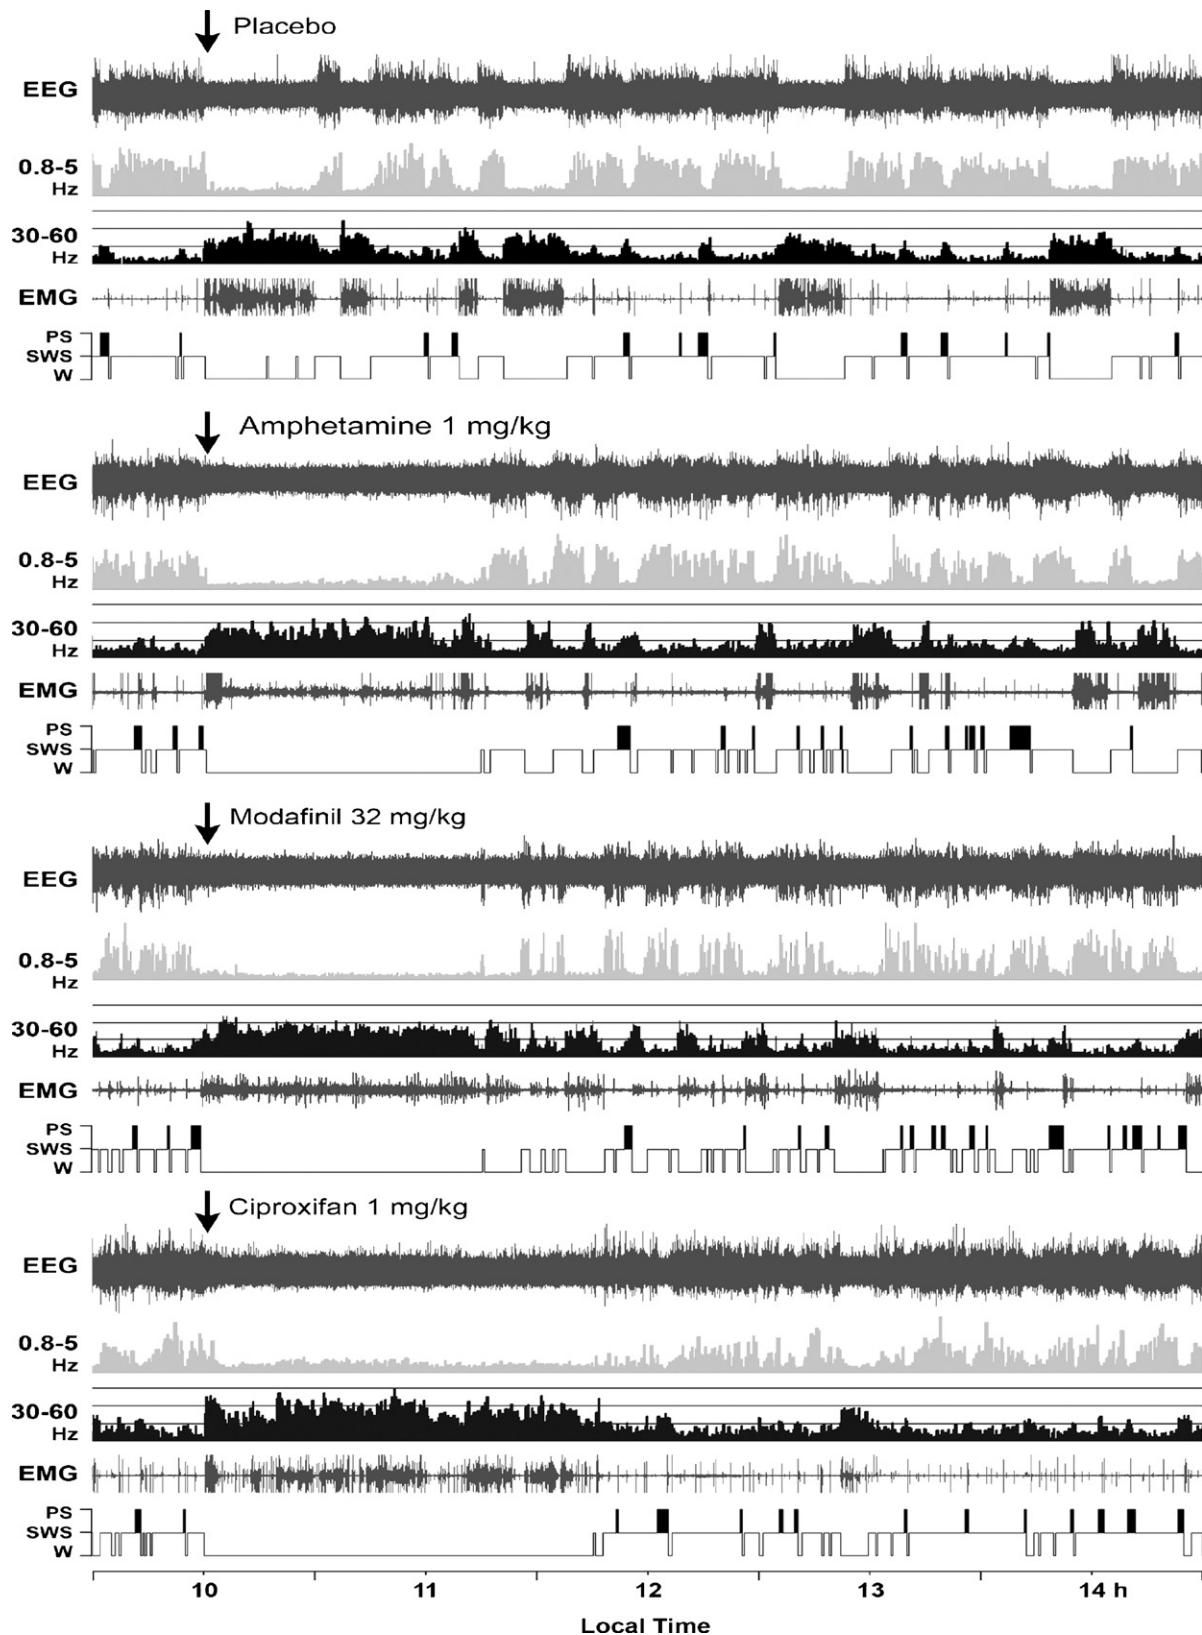 Placebo
EEG
0.8-5
Hz
30-60
Hz
EMG
PS
SWS
W
Amphetamine 1 mg/kg
EEG
0.8-5
Hz
30-60
Hz
EMG
PS
SWS
W
Modafinil 32 mg/kg
EEG
0.8-5
Hz
30-60
Hz
EMG
PS
SWS
W
Ciproxifan 1 mg/kg
EEG
0.8-5
Hz
30-60
Hz
EMG
PS
SWS
W
10 11 12 13 14 h
Local Time